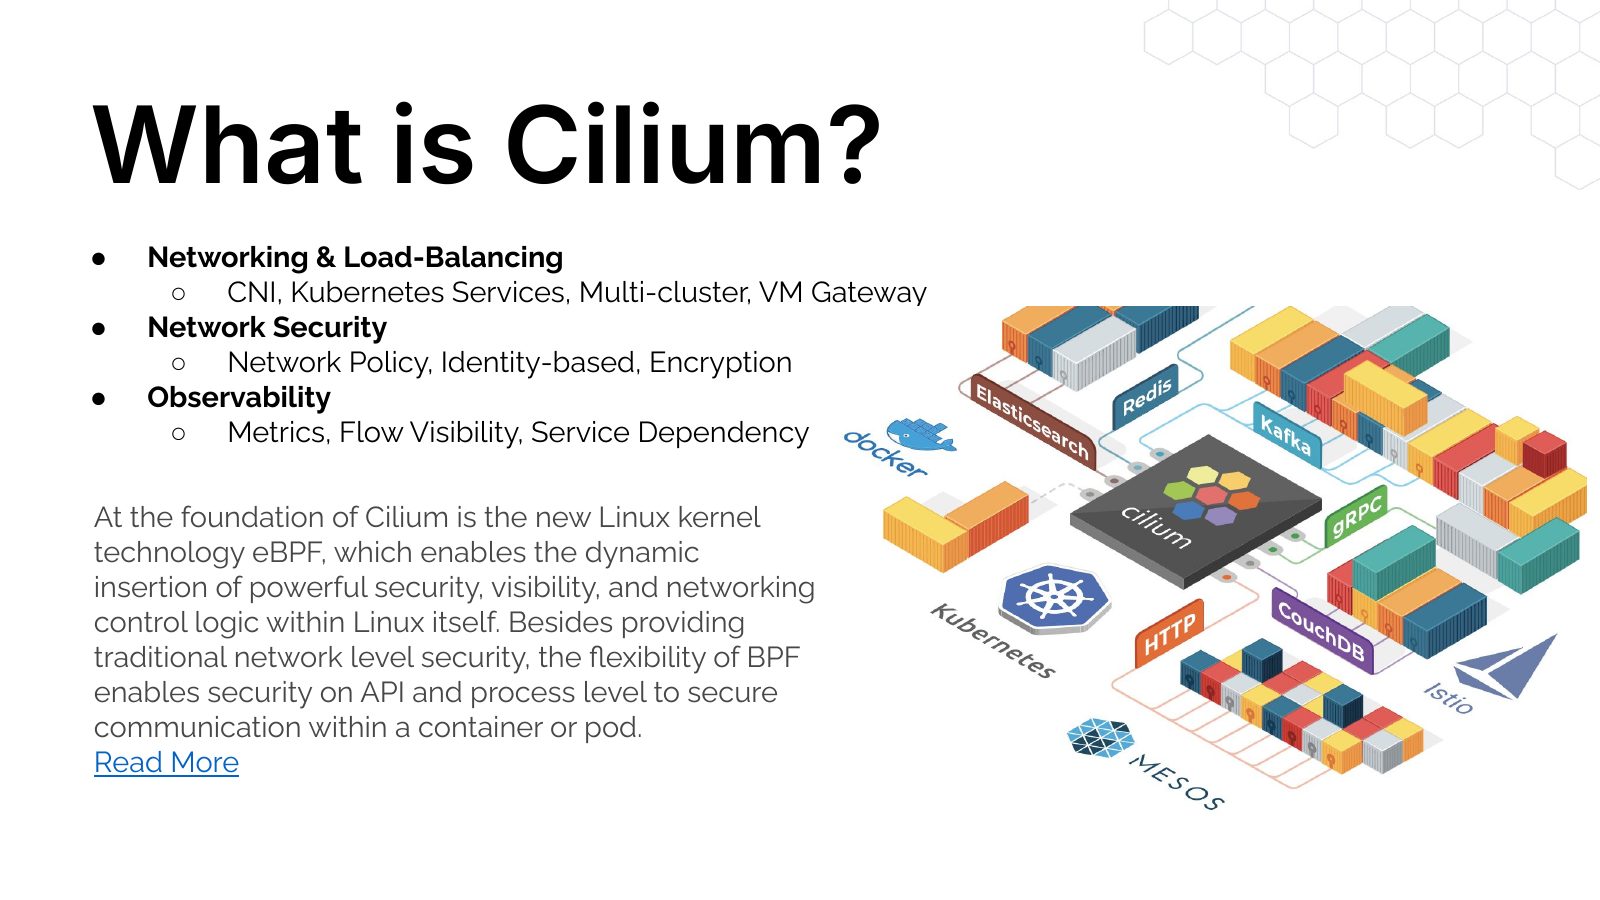 What is Cilium?
● Networking & Load-Balancing
○ CNI, Kubernetes Services, Multi-cluster, VM Gateway
● Network Security
○ Network Policy, Identity-based, Encryption
● Observability
○ Metrics, Flow Visibility, Service Dependency
At the foundation of Cilium is the new Linux kernel
technology eBPF, which enables the dynamic
insertion of powerful security, visibility, and networking
control logic within Linux itself. Besides providing
traditional network level security, the flexibility of BPF
enables security on API and process level to secure
communication within a container or pod.
Read More
Elasticsearch
Redis
Kafka
docker
cilium
gRPC
Kubernetes
HTTP
CouchDB
Istio
MESOS